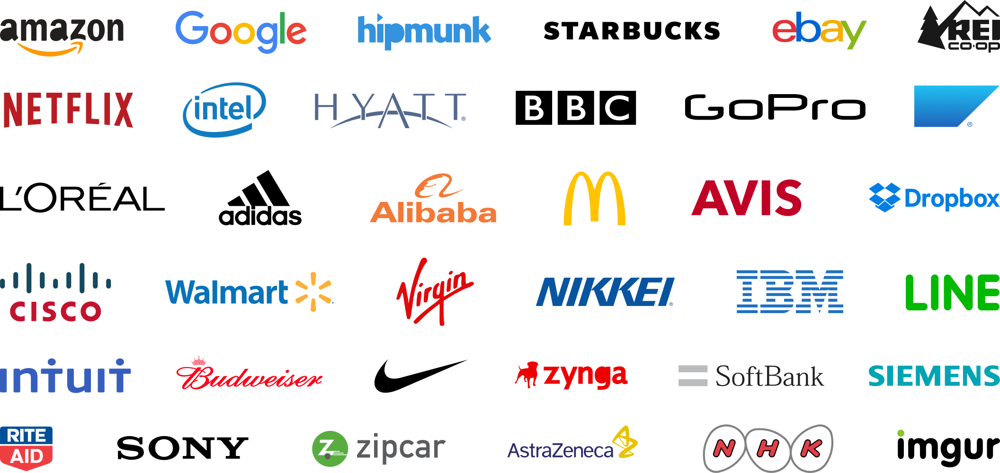 amazon Google hipmunk STARBUCKS ebay REI CO·OP
NETFLIX intel HYATT® BBC GoPro ®
L'ORÉAL adidas Alibaba M AVIS Dropbox
CISCO Walmart Virgin NIKKEI® IBM LINE
intuit Budweiser zynga SoftBank SIEMENS
RITE AID SONY Z zipcar AstraZeneca NHK imgur